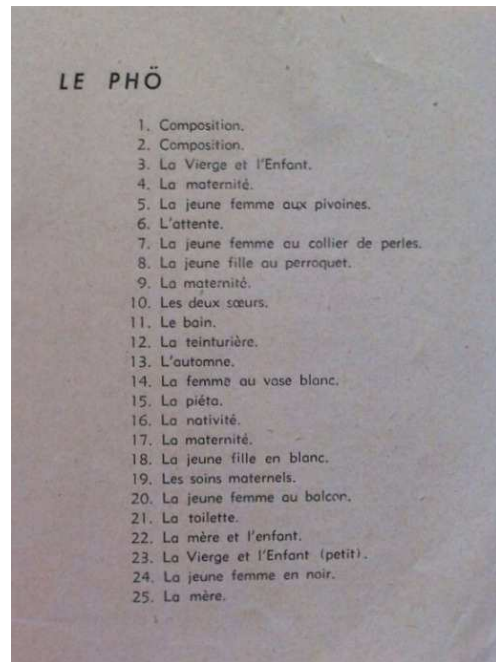 LE PHÖ
1. Composition.
2. Composition.
3. La Vierge et l'Enfant.
4. La maternité.
5. La jeune femme aux pivoines.
6. L'attente.
7. La jeune femme au collier de perles.
8. La jeune fille au perroquet.
9. La maternité.
10. Les deux sœurs.
11. Le bain.
12. La teinturière.
13. L'automne.
14. La femme au vase blanc.
15. La piéta.
16. La nativité.
17. La maternité.
18. La jeune fille en blanc.
19. Les soins maternels.
20. La jeune femme au balcon.
21. La toilette.
22. La mère et l'enfant.
23. La Vierge et l'Enfant (petit).
24. La jeune femme en noir.
25. La mère.